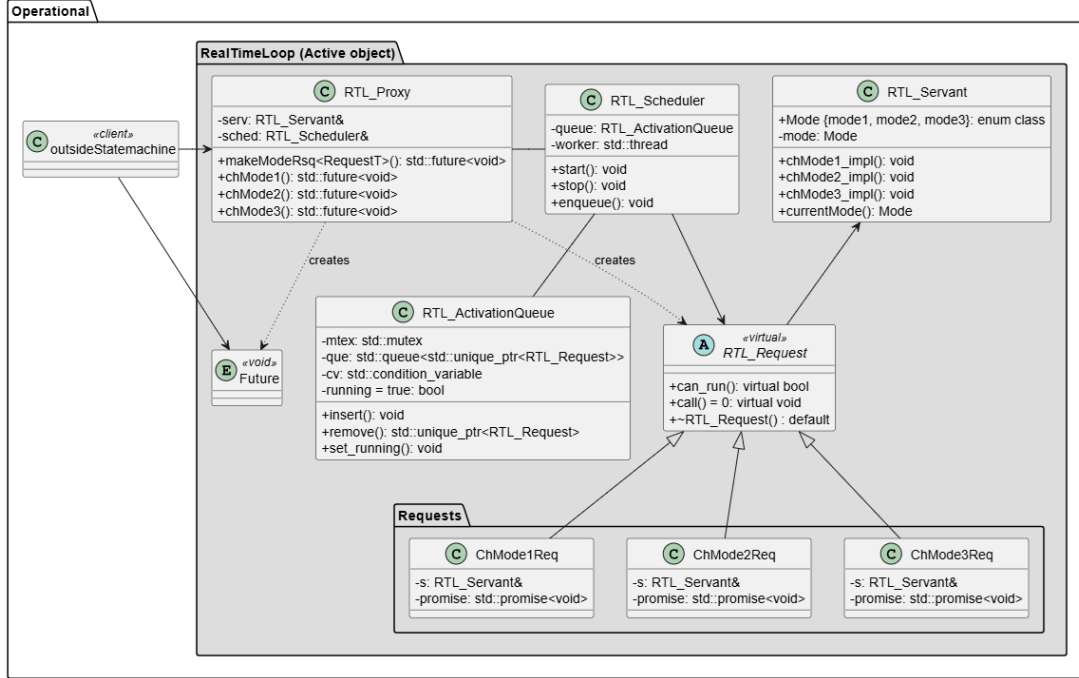 Operational
RealTimeLoop (Active object)
C «client»
outsideStatemachine
C RTL_Proxy
-serv: RTL_Servant&
-sched: RTL_Scheduler&
+makeModeRsq<RequestT>(): std::future<void>
+chMode1(): std::future<void>
+chMode2(): std::future<void>
+chMode3(): std::future<void>
C RTL_Scheduler
-queue: RTL_ActivationQueue
-worker: std::thread
+start(): void
+stop(): void
+enqueue(): void
C RTL_Servant
+Mode {mode1, mode2, mode3}: enum class
-mode: Mode
+chMode1_impl(): void
+chMode2_impl(): void
+chMode3_impl(): void
+currentMode(): Mode
creates
creates
E «void»
Future
C RTL_ActivationQueue
-mtex: std::mutex
-que: std::queue<std::unique_ptr<RTL_Request>>
-cv: std::condition_variable
-running = true: bool
+insert(): void
+remove(): std::unique_ptr<RTL_Request>
+set_running(): void
A «virtual»
RTL_Request
+can_run(): virtual bool
+call() = 0: virtual void
+~RTL_Request() : default
Requests
C ChMode1Req
-s: RTL_Servant&
-promise: std::promise<void>
C ChMode2Req
-s: RTL_Servant&
-promise: std::promise<void>
C ChMode3Req
-s: RTL_Servant&
-promise: std::promise<void>